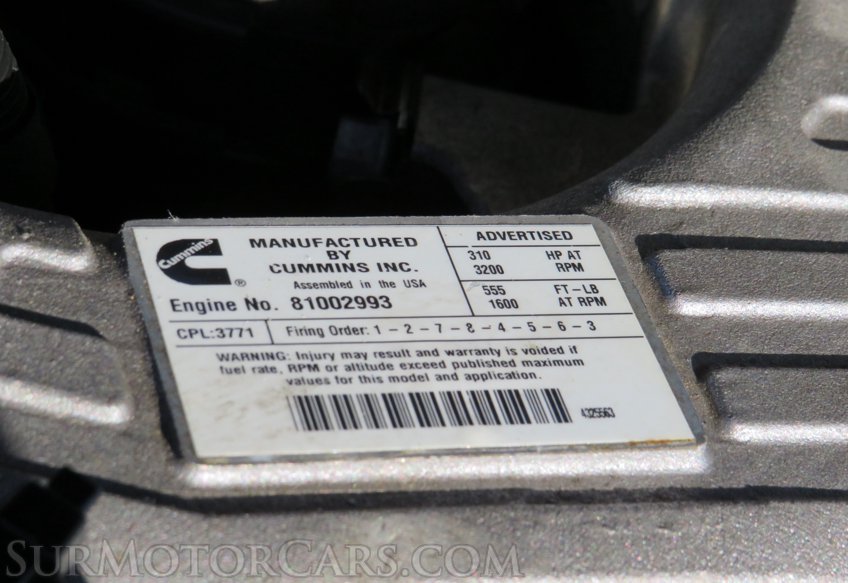 Cummins
®
MANUFACTURED
BY
CUMMINS INC.
Assembled in the USA
Engine No. 81002993
ADVERTISED
310 HP AT
3200 RPM
555 FT-LB
1600 AT RPM
CPL:3771
Firing Order: 1 - 2 - 7 - 8 - 4 - 5 - 6 - 3
WARNING: Injury may result and warranty is voided if
fuel rate, RPM or altitude exceed published maximum
values for this model and application.
4325563
SurMotorCars.com